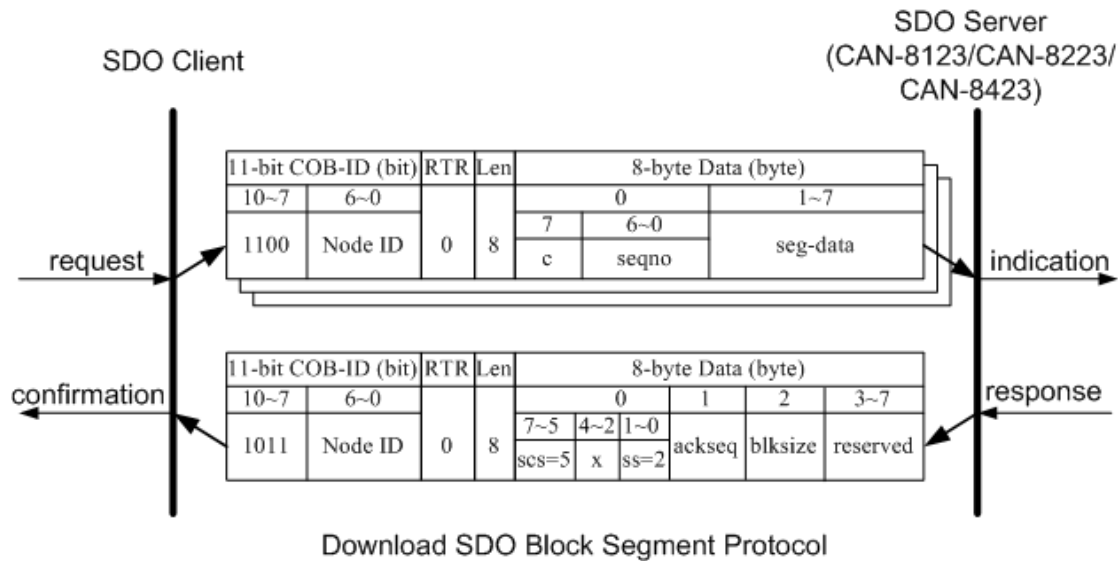 SDO Client
SDO Server
(CAN-8123/CAN-8223/
CAN-8423)
11-bit COB-ID (bit) RTR Len 8-byte Data (byte)
10~7 6~0 0 1~7
7 6~0
1100 Node ID 0 8 c seqno seg-data
request
indication
11-bit COB-ID (bit) RTR Len 8-byte Data (byte)
10~7 6~0 0 1 2 3~7
7~5 4~2 1~0
1011 Node ID 0 8 scs=5 x ss=2 ackseq blksize reserved
confirmation
response
Download SDO Block Segment Protocol